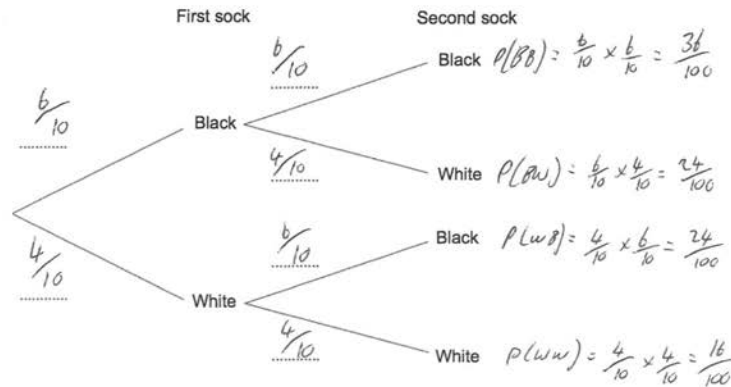 First sock Second sock
6/10 Black P(BB) = 6/10 × 6/10 = 36/100
6/10
Black
4/10 White P(BW) = 6/10 × 4/10 = 24/100
6/10 Black P(WB) = 4/10 × 6/10 = 24/100
4/10
White
4/10 White P(WW) = 4/10 × 4/10 = 16/100